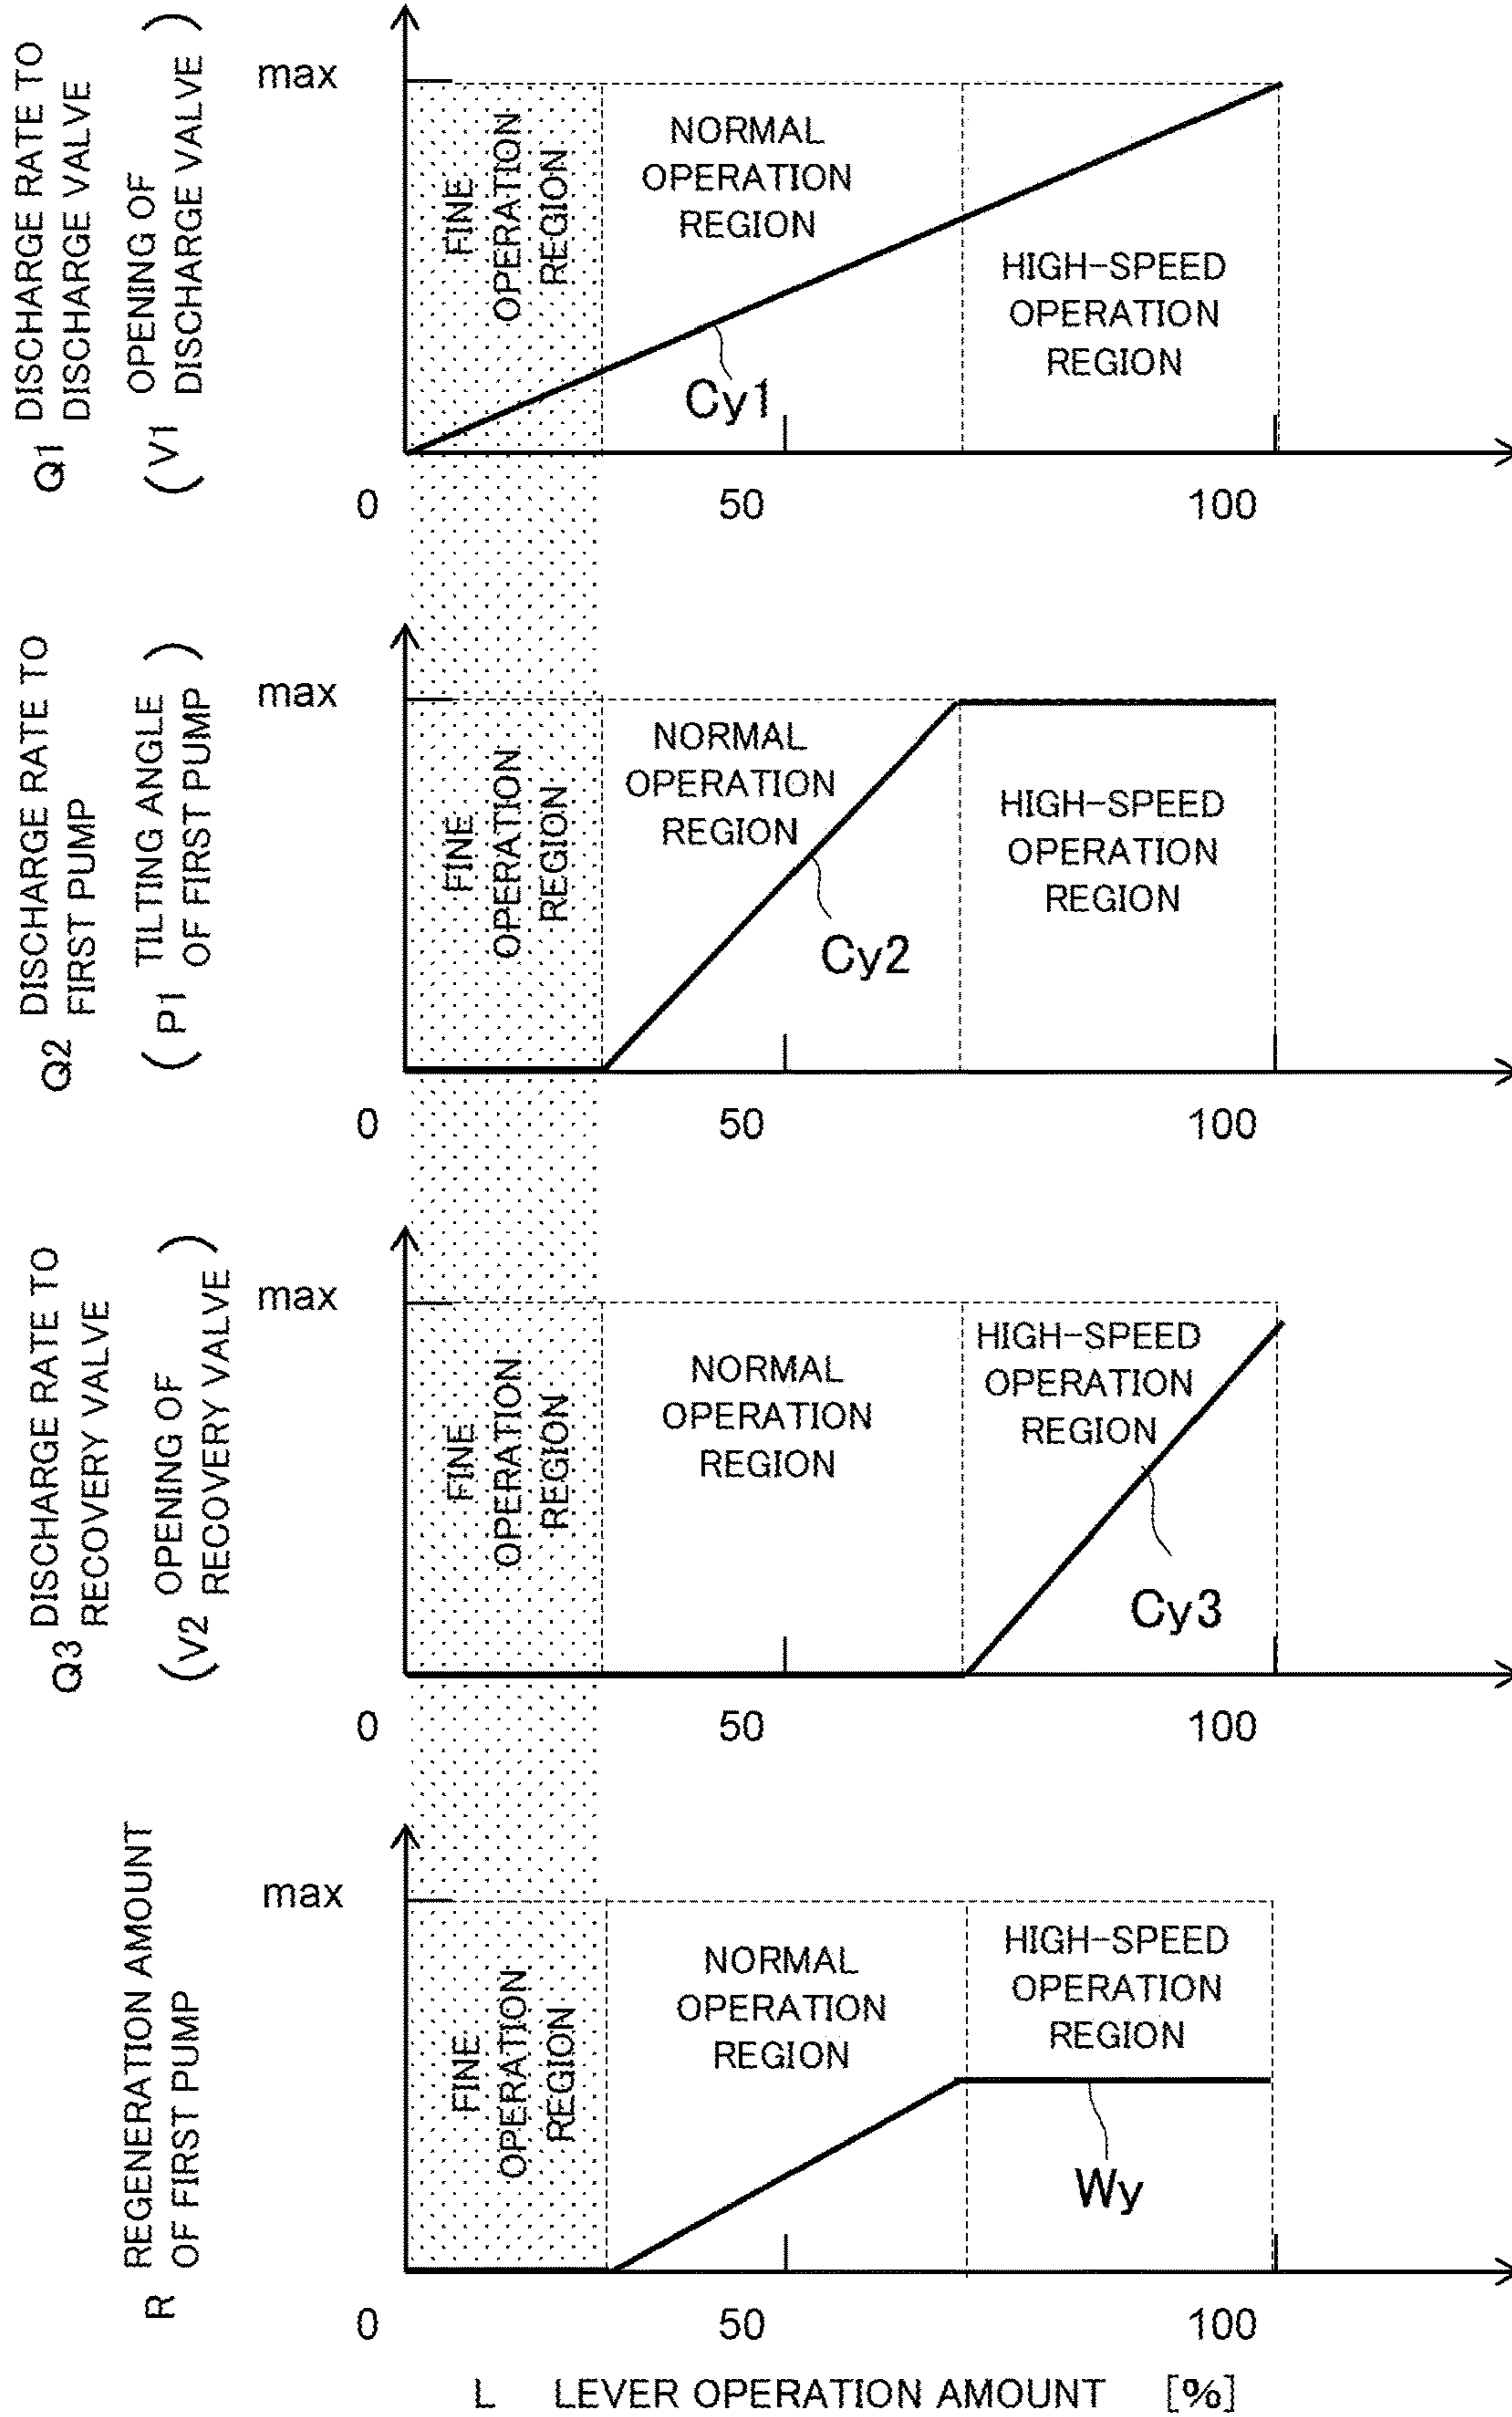 Q1 DISCHARGE RATE TO
DISCHARGE VALVE
(V1 OPENING OF
DISCHARGE VALVE)
max
FINE
OPERATION
REGION
NORMAL
OPERATION
REGION
HIGH-SPEED
OPERATION
REGION
Cy1
0 50 100
Q2 DISCHARGE RATE TO
FIRST PUMP
(P1 TILTING ANGLE
OF FIRST PUMP)
max
FINE
OPERATION
REGION
NORMAL
OPERATION
REGION
HIGH-SPEED
OPERATION
REGION
Cy2
0 50 100
Q3 DISCHARGE RATE TO
RECOVERY VALVE
(V2 OPENING OF
RECOVERY VALVE)
max
FINE
OPERATION
REGION
NORMAL
OPERATION
REGION
HIGH-SPEED
OPERATION
REGION
Cy3
0 50 100
R REGENERATION AMOUNT
OF FIRST PUMP
max
FINE
OPERATION
REGION
NORMAL
OPERATION
REGION
HIGH-SPEED
OPERATION
REGION
Wy
0 50 100
L LEVER OPERATION AMOUNT [%]